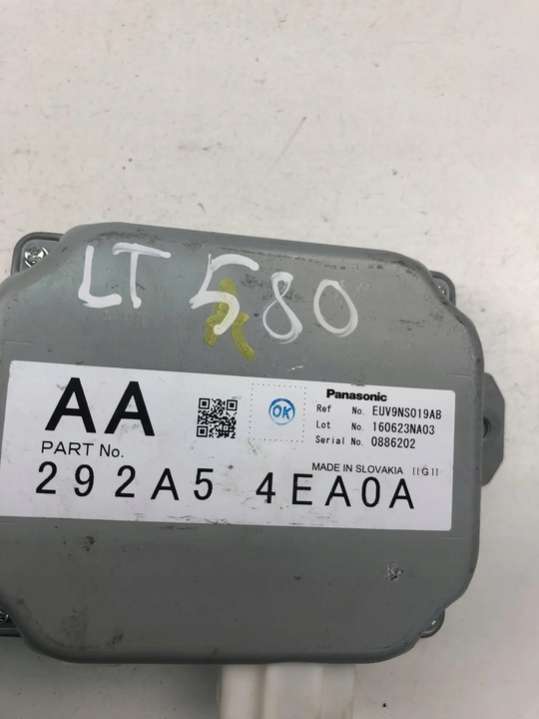 LT 580
AA
OK
Panasonic
Ref No. EUV9NS019AB
Lot No. 160623NA03
Serial No. 0886202
PART No.
MADE IN SLOVAKIA [[G]]
292A5 4EA0A